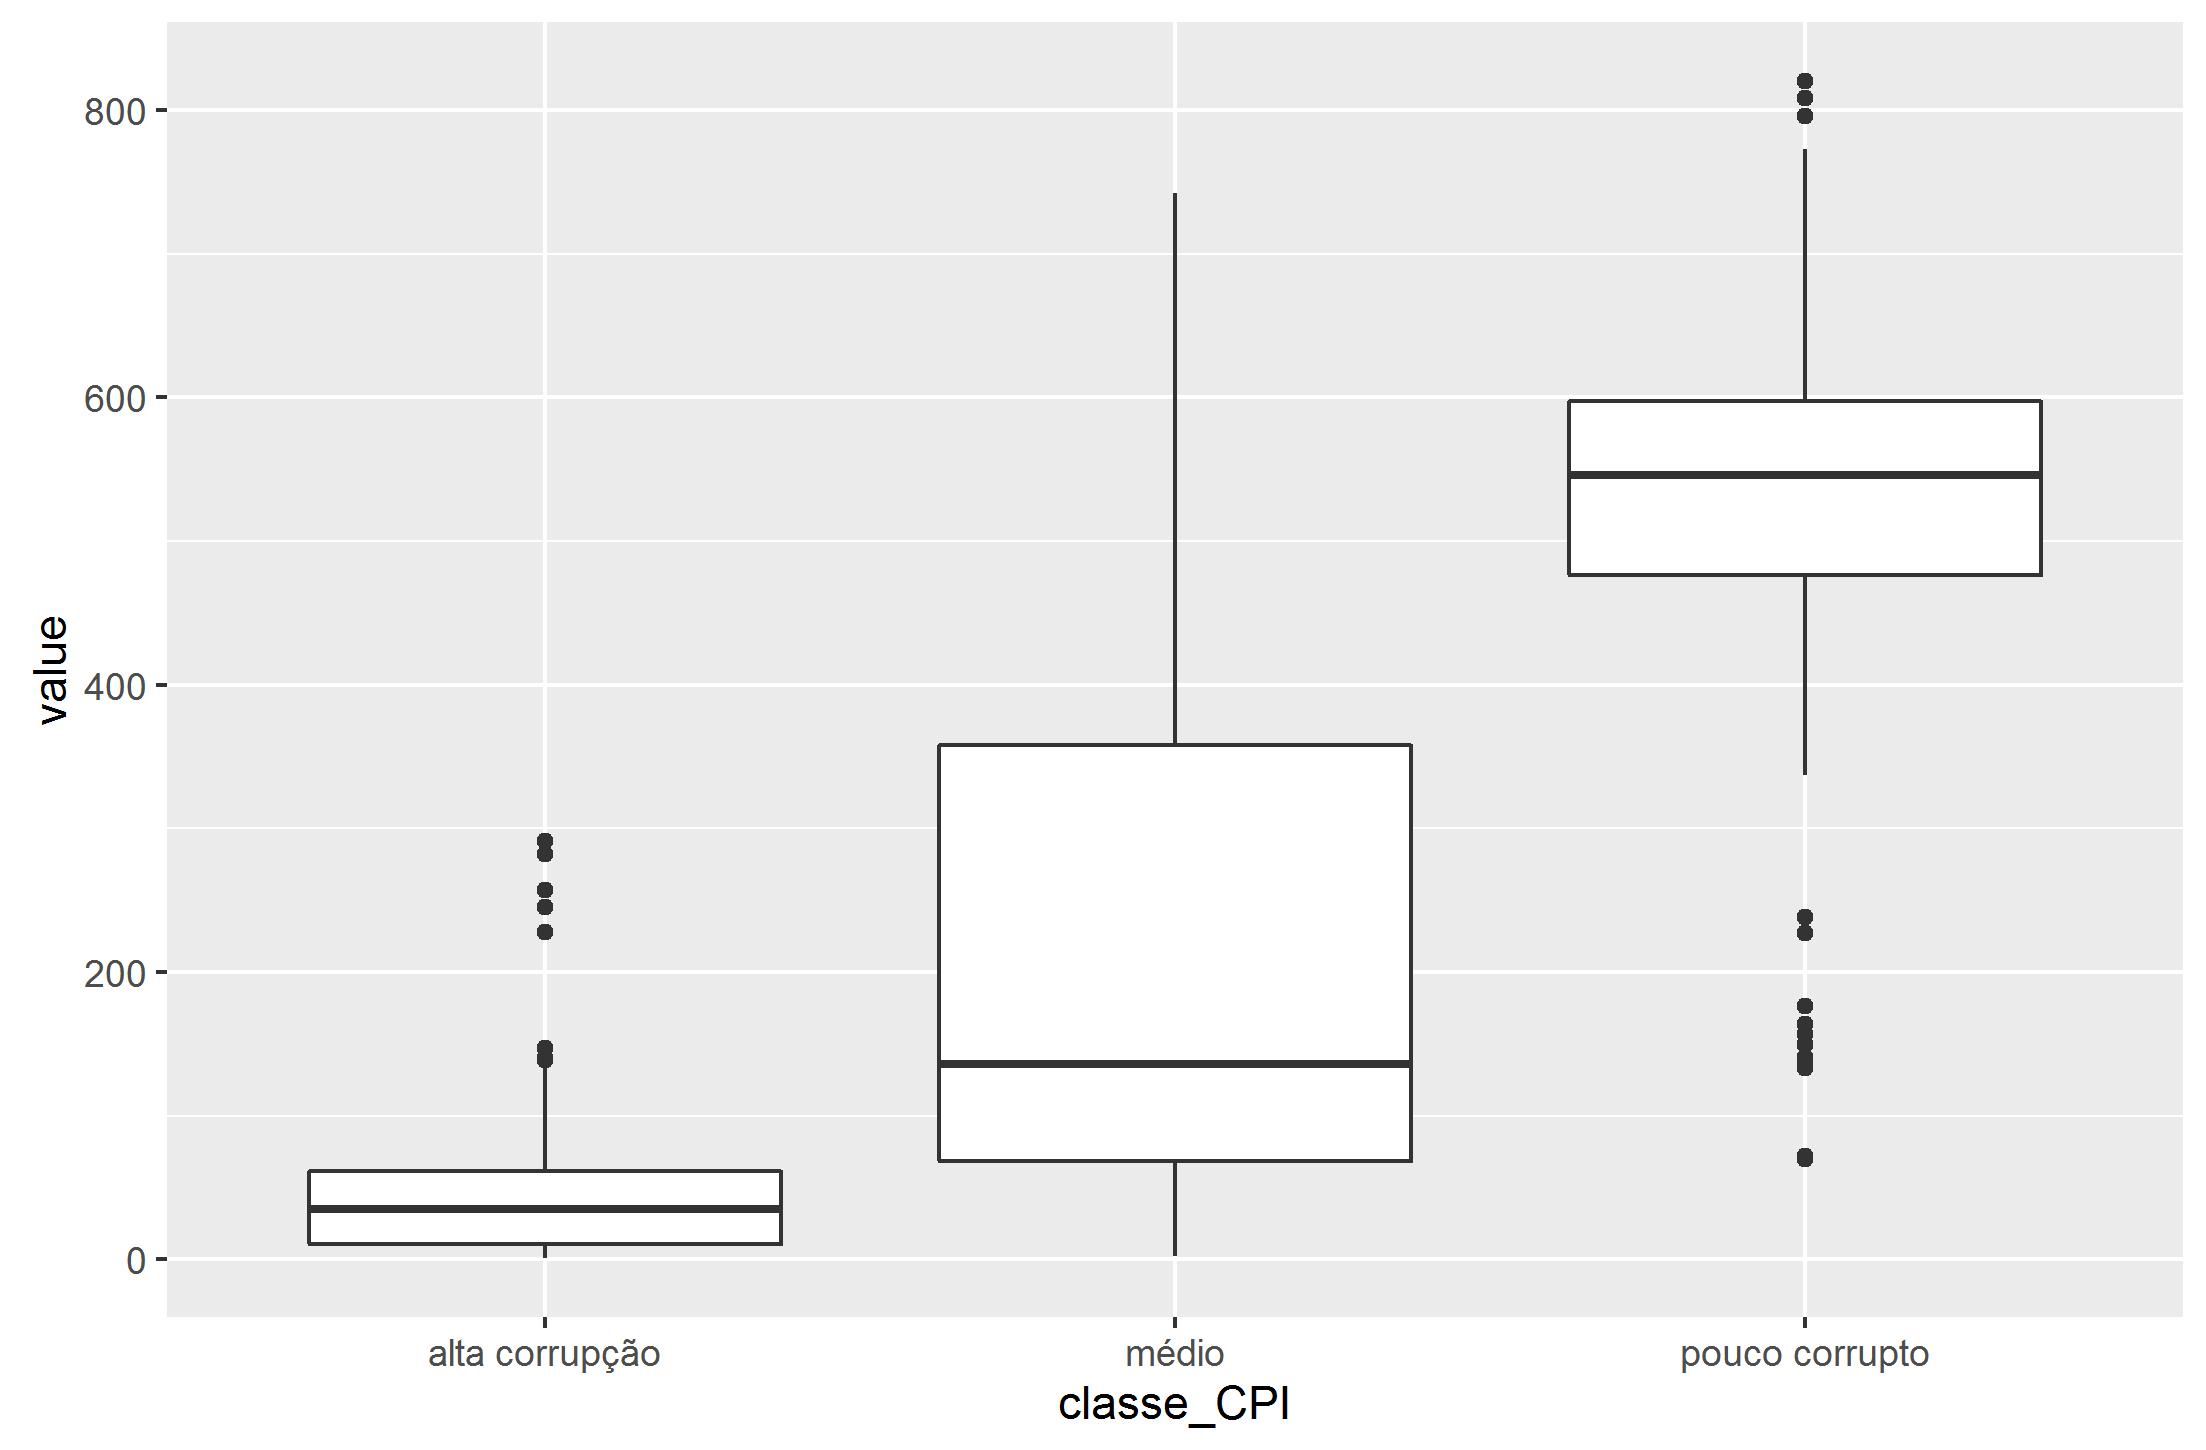 800
600
400
200
0
value
alta corrupção
médio
pouco corrupto
classe_CPI